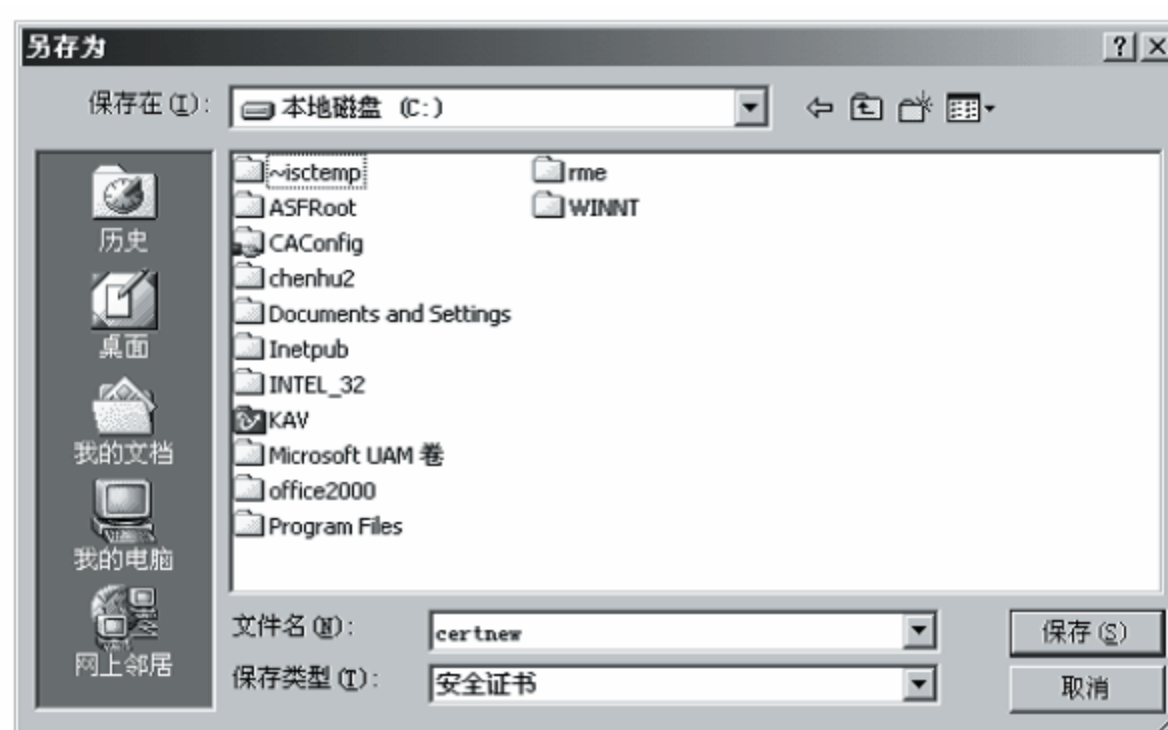 另存为
保存在(I): 本地磁盘 (C:)
历史
桌面
我的文档
我的电脑
网上邻居
~isctemp
ASFRoot
CAConfig
chenhu2
Documents and Settings
Inetpub
INTEL_32
KAV
Microsoft UAM 卷
office2000
Program Files
rme
WINNT
文件名(N): certnew 保存(S)
保存类型(T): 安全证书 取消